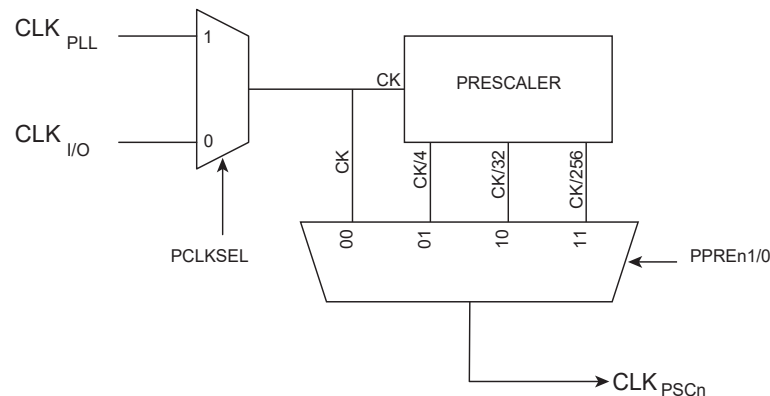 CLK PLL
1
CK
PRESCALER
CLK I/O
0
CK
CK/4
CK/32
CK/256
00
01
10
11
PCLKSEL
PPREn1/0
CLK PSCn